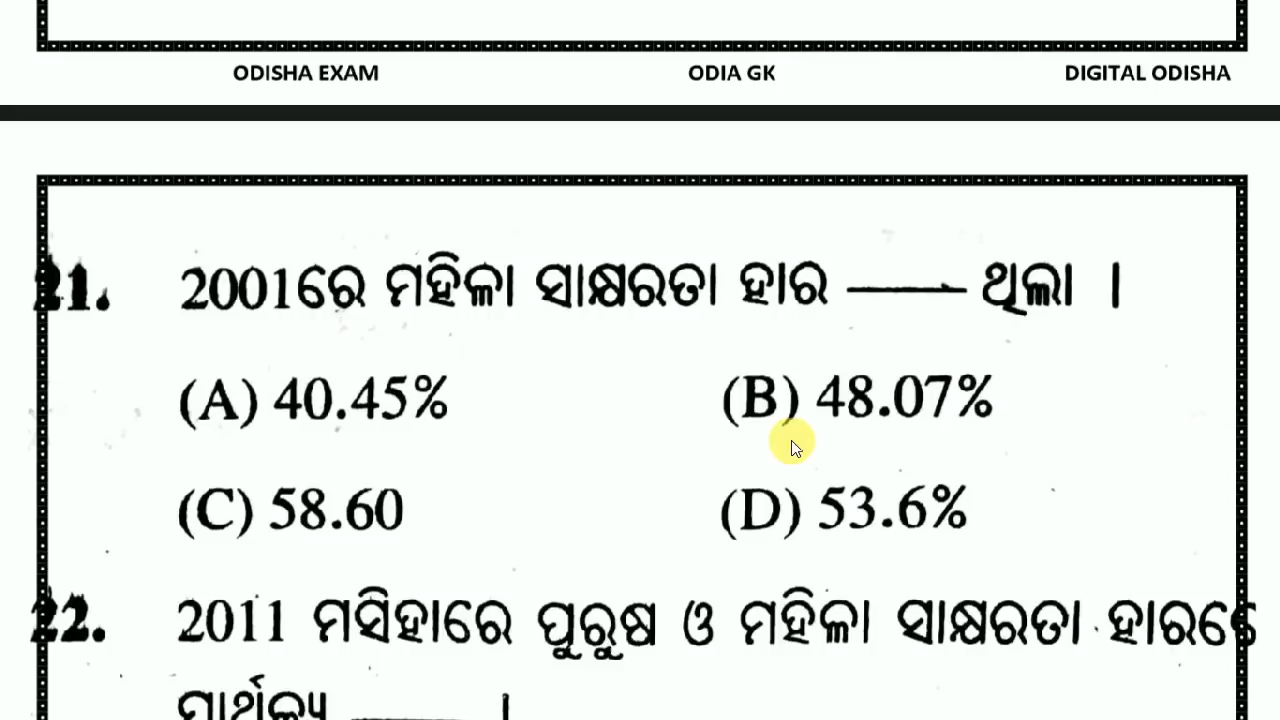 ODISHA EXAM ODIA GK DIGITAL ODISHA
21. 2001ରେ ମହିଳା ସାକ୍ଷରତା ହାର —— ଥିଲା ।
(A) 40.45% (B) 48.07%
(C) 58.60 (D) 53.6%
22. 2011 ମସିହାରେ ପୁରୁଷ ଓ ମହିଳା ସାକ୍ଷରତା ହାରରେ
ପାର୍ଥକ୍ୟ —— ।